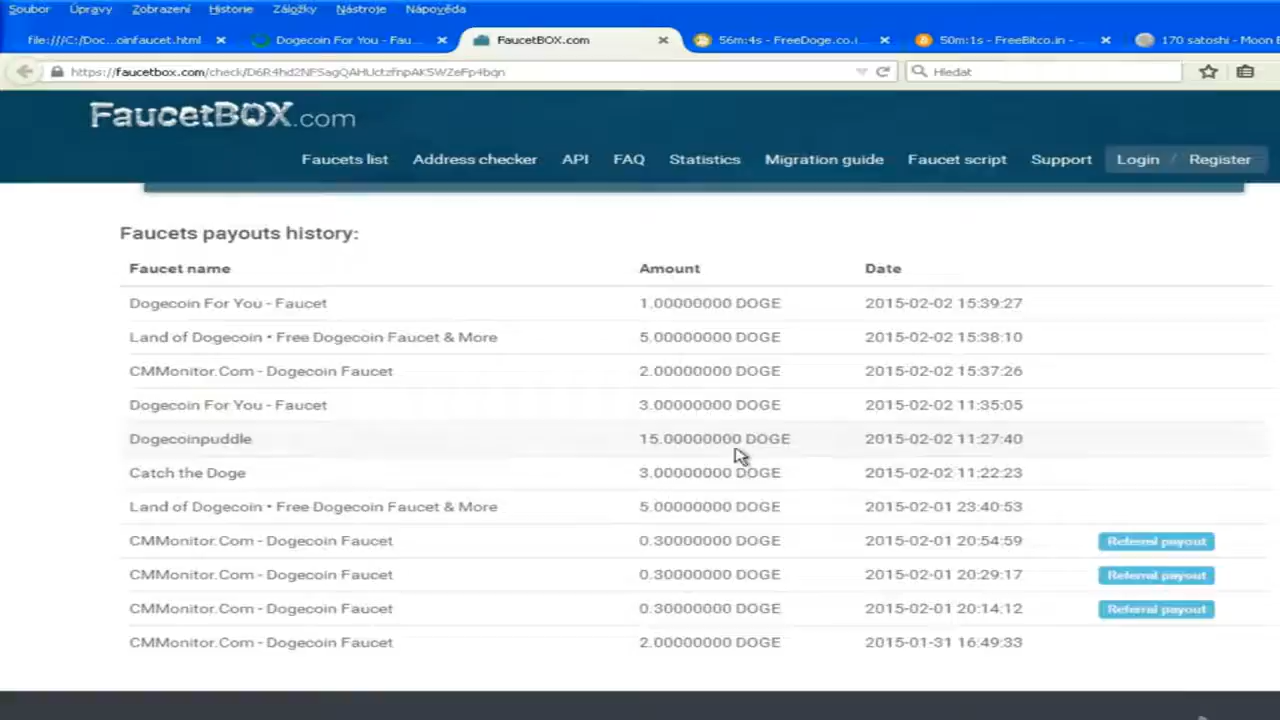 Soubor Úpravy Zobrazení Historie Záložky Nástroje Nápověda
file:///C:/Doc...oinfaucet.html Dogecoin For You - Fau... FaucetBOX.com 56m:4s - FreeDoge.co.i... 50m:1s - FreeBitco.in - ... 170 satoshi - Moon B
Hledat
FaucetBOX.com
Faucets list Address checker API FAQ Statistics Migration guide Faucet script Support Login / Register
Faucets payouts history:
Faucet name Amount Date
Dogecoin For You - Faucet 1.00000000 DOGE 2015-02-02 15:39:27
Land of Dogecoin • Free Dogecoin Faucet & More 5.00000000 DOGE 2015-02-02 15:38:10
CMMonitor.Com - Dogecoin Faucet 2.00000000 DOGE 2015-02-02 15:37:26
Dogecoin For You - Faucet 3.00000000 DOGE 2015-02-02 11:35:05
Dogecoinpuddle 15.00000000 DOGE 2015-02-02 11:27:40
Catch the Doge 3.00000000 DOGE 2015-02-02 11:22:23
Land of Dogecoin • Free Dogecoin Faucet & More 5.00000000 DOGE 2015-02-01 23:40:53
CMMonitor.Com - Dogecoin Faucet 0.30000000 DOGE 2015-02-01 20:54:59 Referral payout
CMMonitor.Com - Dogecoin Faucet 0.30000000 DOGE 2015-02-01 20:29:17 Referral payout
CMMonitor.Com - Dogecoin Faucet 0.30000000 DOGE 2015-02-01 20:14:12 Referral payout
CMMonitor.Com - Dogecoin Faucet 2.00000000 DOGE 2015-01-31 16:49:33